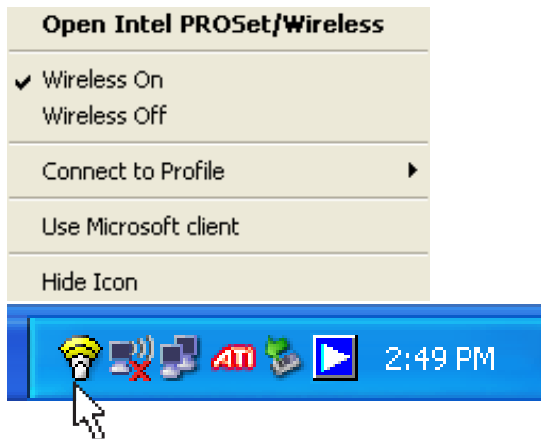 Open Intel PROSet/Wireless
Wireless On
Wireless Off
Connect to Profile
Use Microsoft client
Hide Icon
ATI 2:49 PM